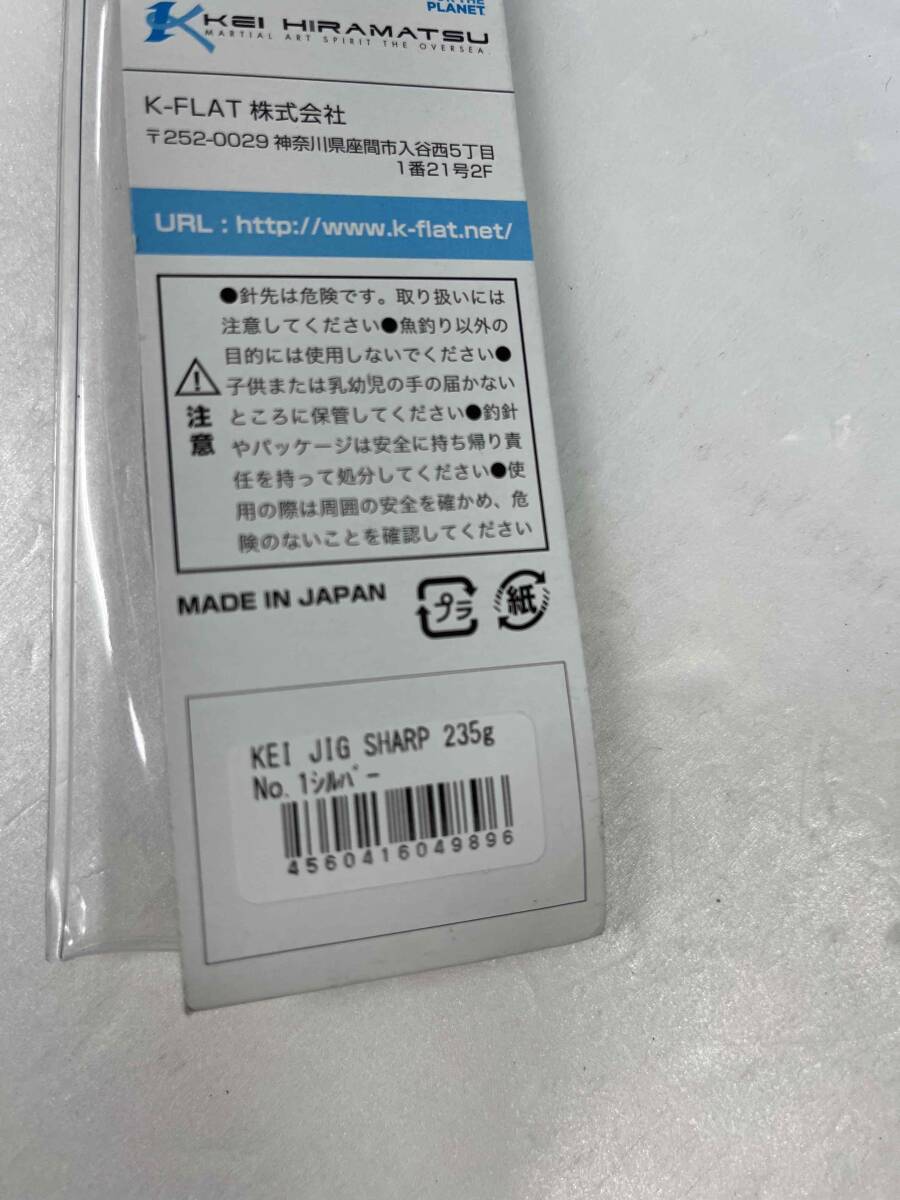 PLANET
KEI HIRAMATSU
MARTIAL ART SPIRIT THE OVERSEA.
K-FLAT 株式会社
〒252-0029 神奈川県座間市入谷西5丁目
1番21号2F
URL : http://www.k-flat.net/
注意
●針先は危険です。取り扱いには
注意してください●魚釣り以外の
目的には使用しないでください●
子供または乳幼児の手の届かない
ところに保管してください●釣針
やパッケージは安全に持ち帰り責
任を持って処分してください●使
用の際は周囲の安全を確かめ、危
険のないことを確認してください
MADE IN JAPAN
プラ
紙
KEI JIG SHARP 235g
No.1ｼﾙﾊﾞｰ
4560416049896